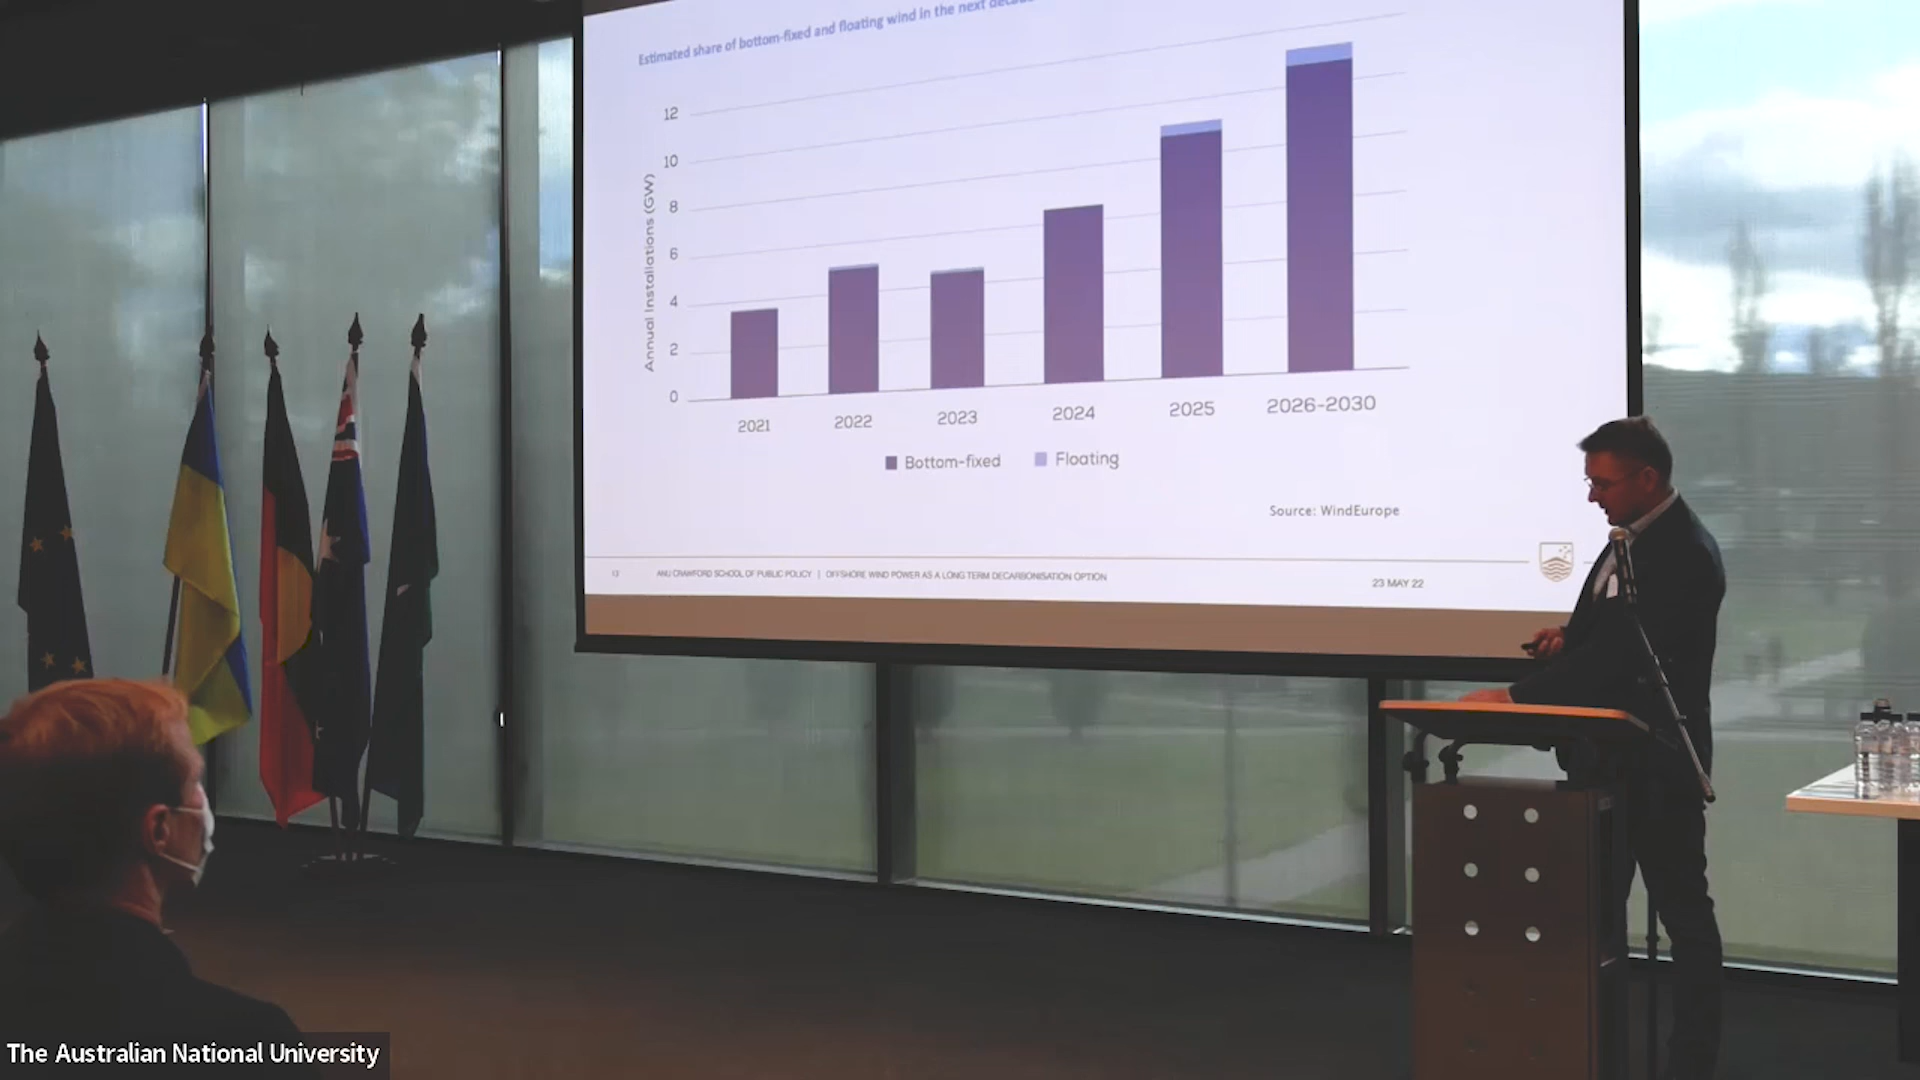 Estimated share of bottom-fixed and floating wind in the next
Annual Installations (GW)
12
10
8
6
4
2
0
2021
2022
2023
2024
2025
2026-2030
Bottom-fixed
Floating
Source: WindEurope
ANU CRAWFORD SCHOOL OF PUBLIC POLICY | OFFSHORE WIND POWER AS A LONG TERM DECARBONISATION OPTION
23 MAY 22
The Australian National University